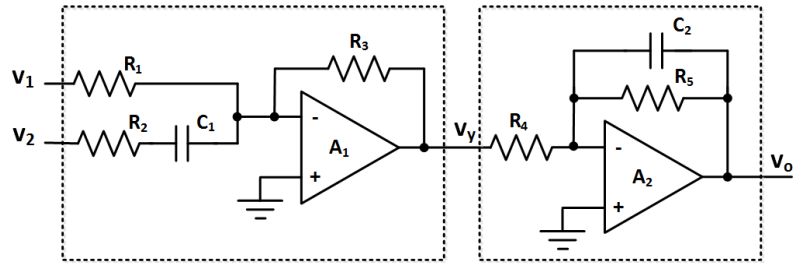 C₂
R₃
R₁
V₁
R₅
R₂
C₁
R₄
V₂
-
Vy
A₁
-
Vo
+
A₂
+